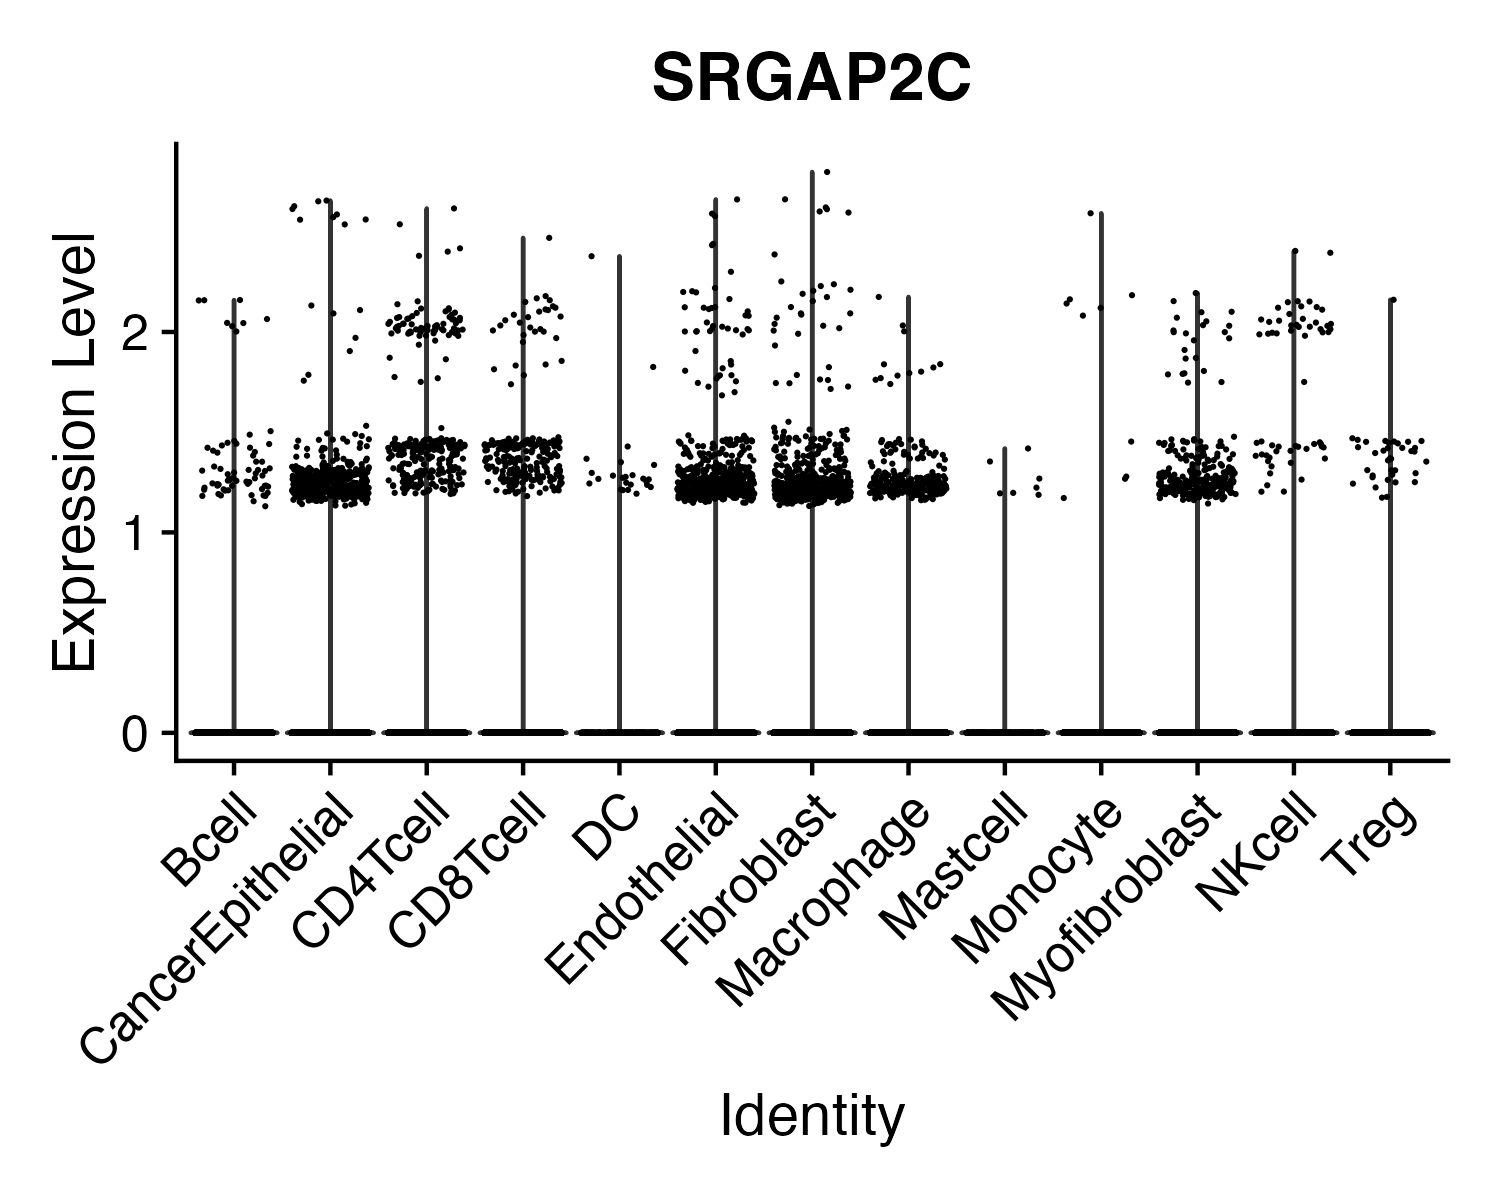 SRGAP2C
Expression Level
2
1
0
Bcell
CancerEpithelial
CD4Tcell
CD8Tcell
DC
Endothelial
Fibroblast
Macrophage
Mastcell
Monocyte
Myofibroblast
NKcell
Treg
Identity